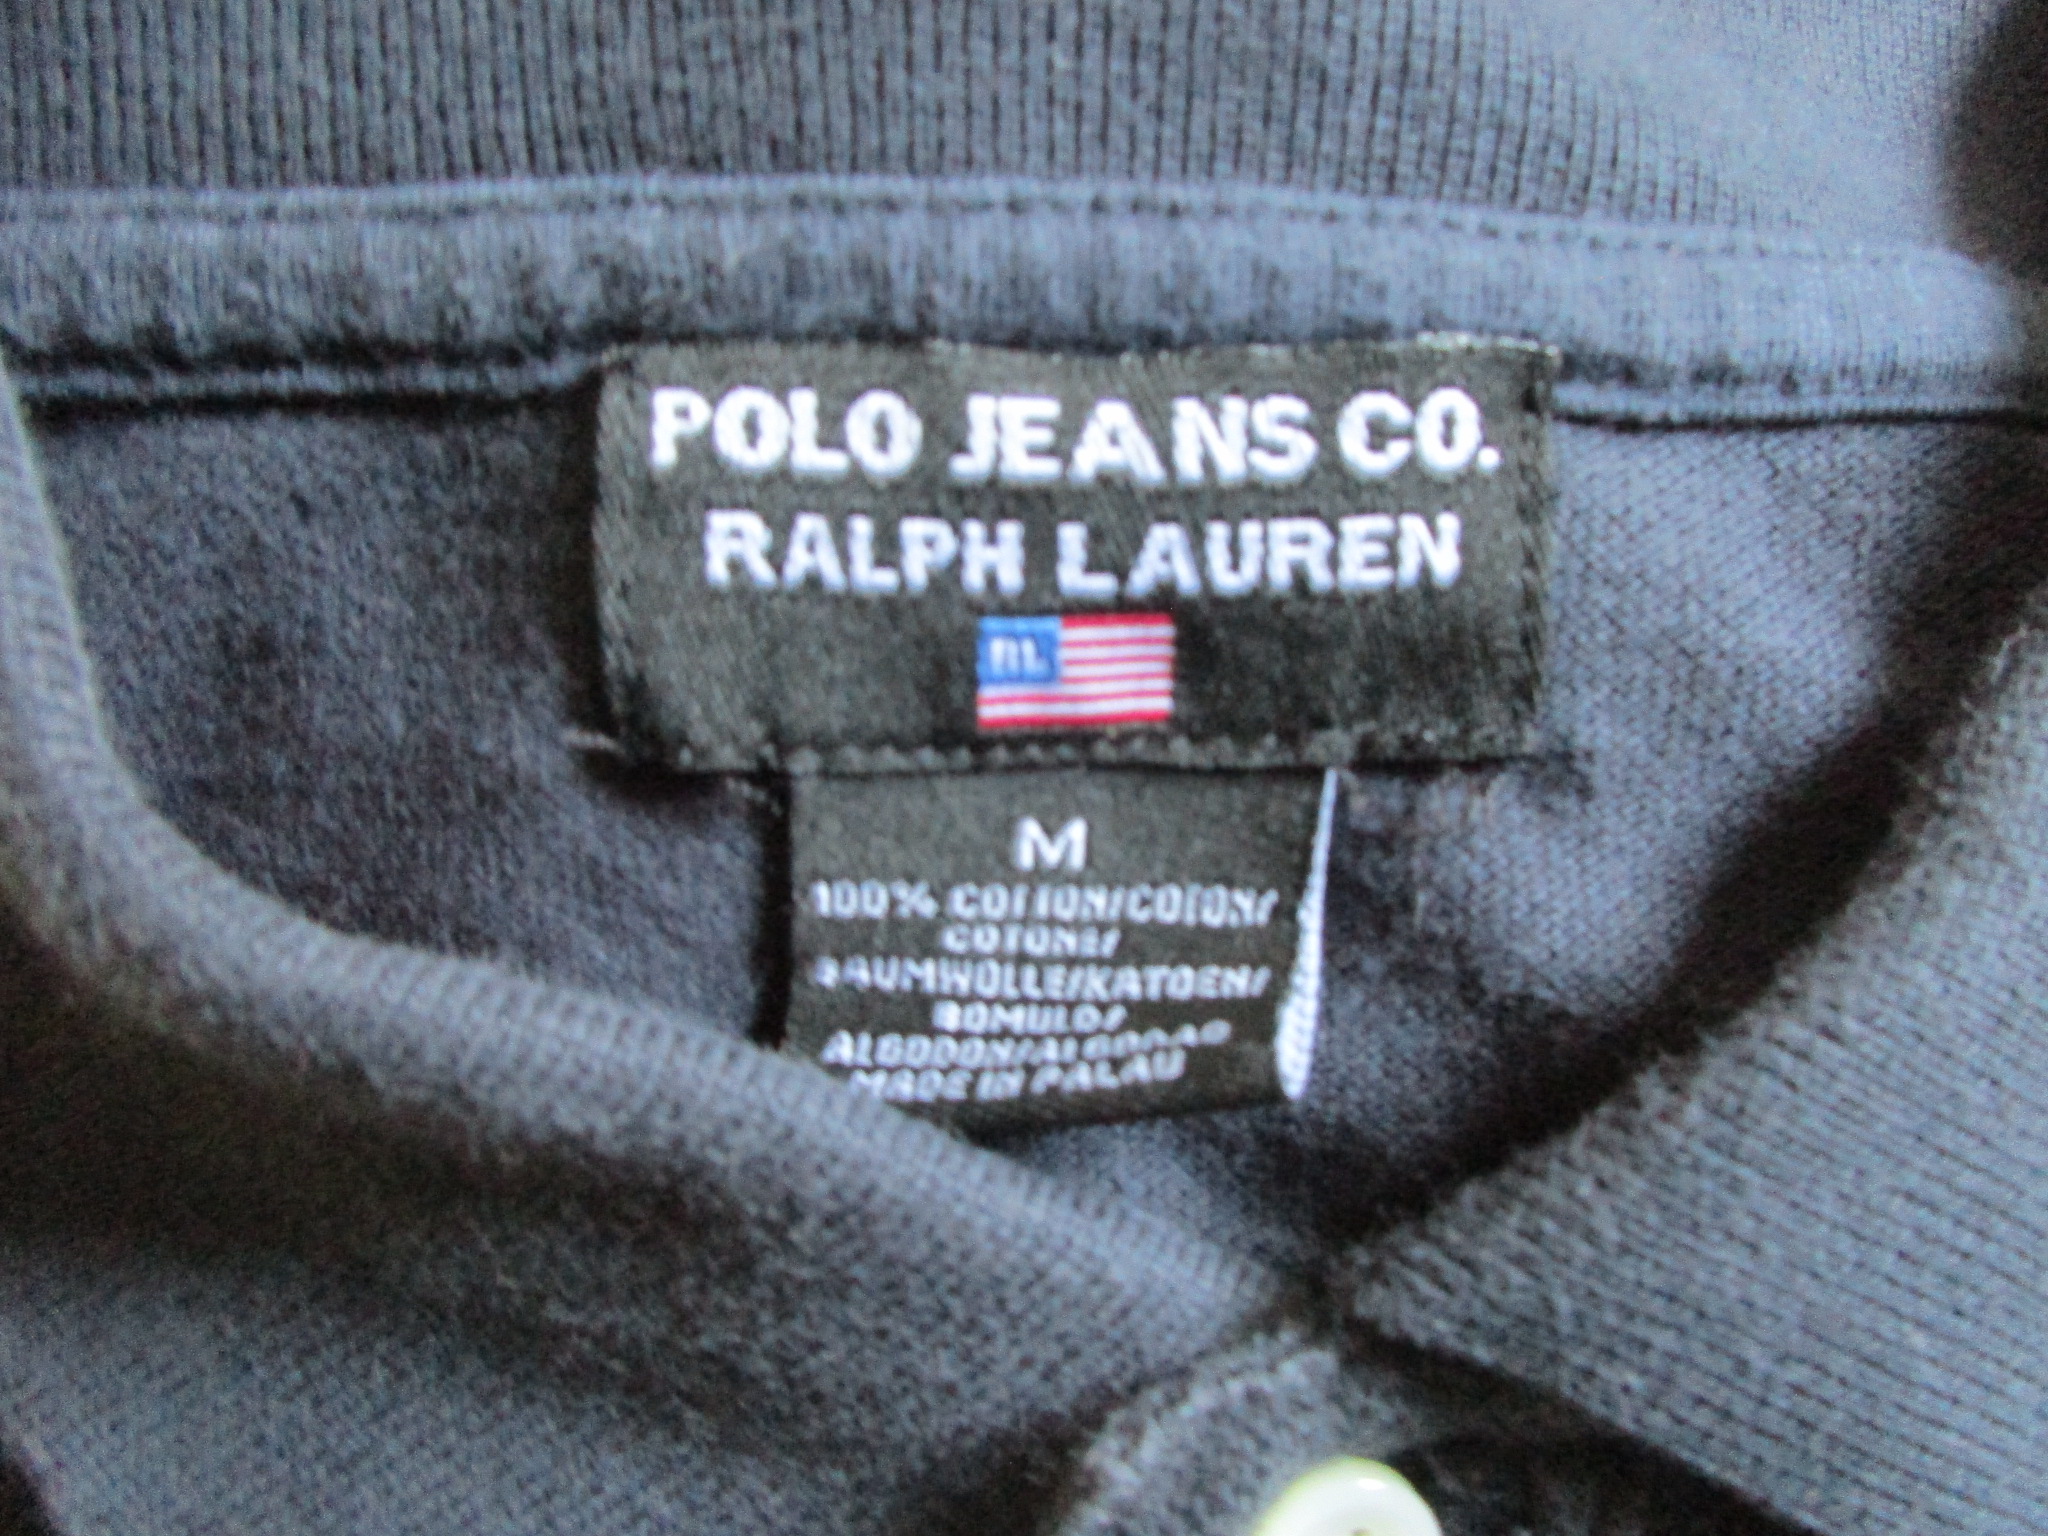 POLO JEANS CO.
RALPH LAUREN
RL
M
100% COTTON/COTON/
COTONE/
BAUMWOLLE/KATOEN/
BOMULD/
ALGODON/ALGODAO
MADE IN PALAU